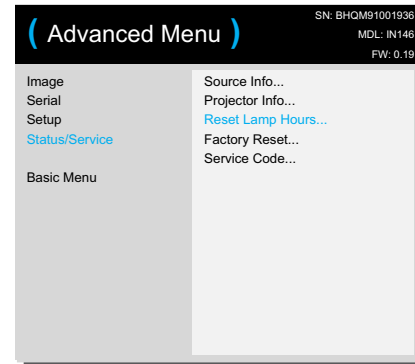 ( Advanced Menu )
SN: BHQM91001936
MDL: IN146
FW: 0.19
Image
Serial
Setup
Status/Service
Basic Menu
Source Info...
Projector Info...
Reset Lamp Hours...
Factory Reset...
Service Code...